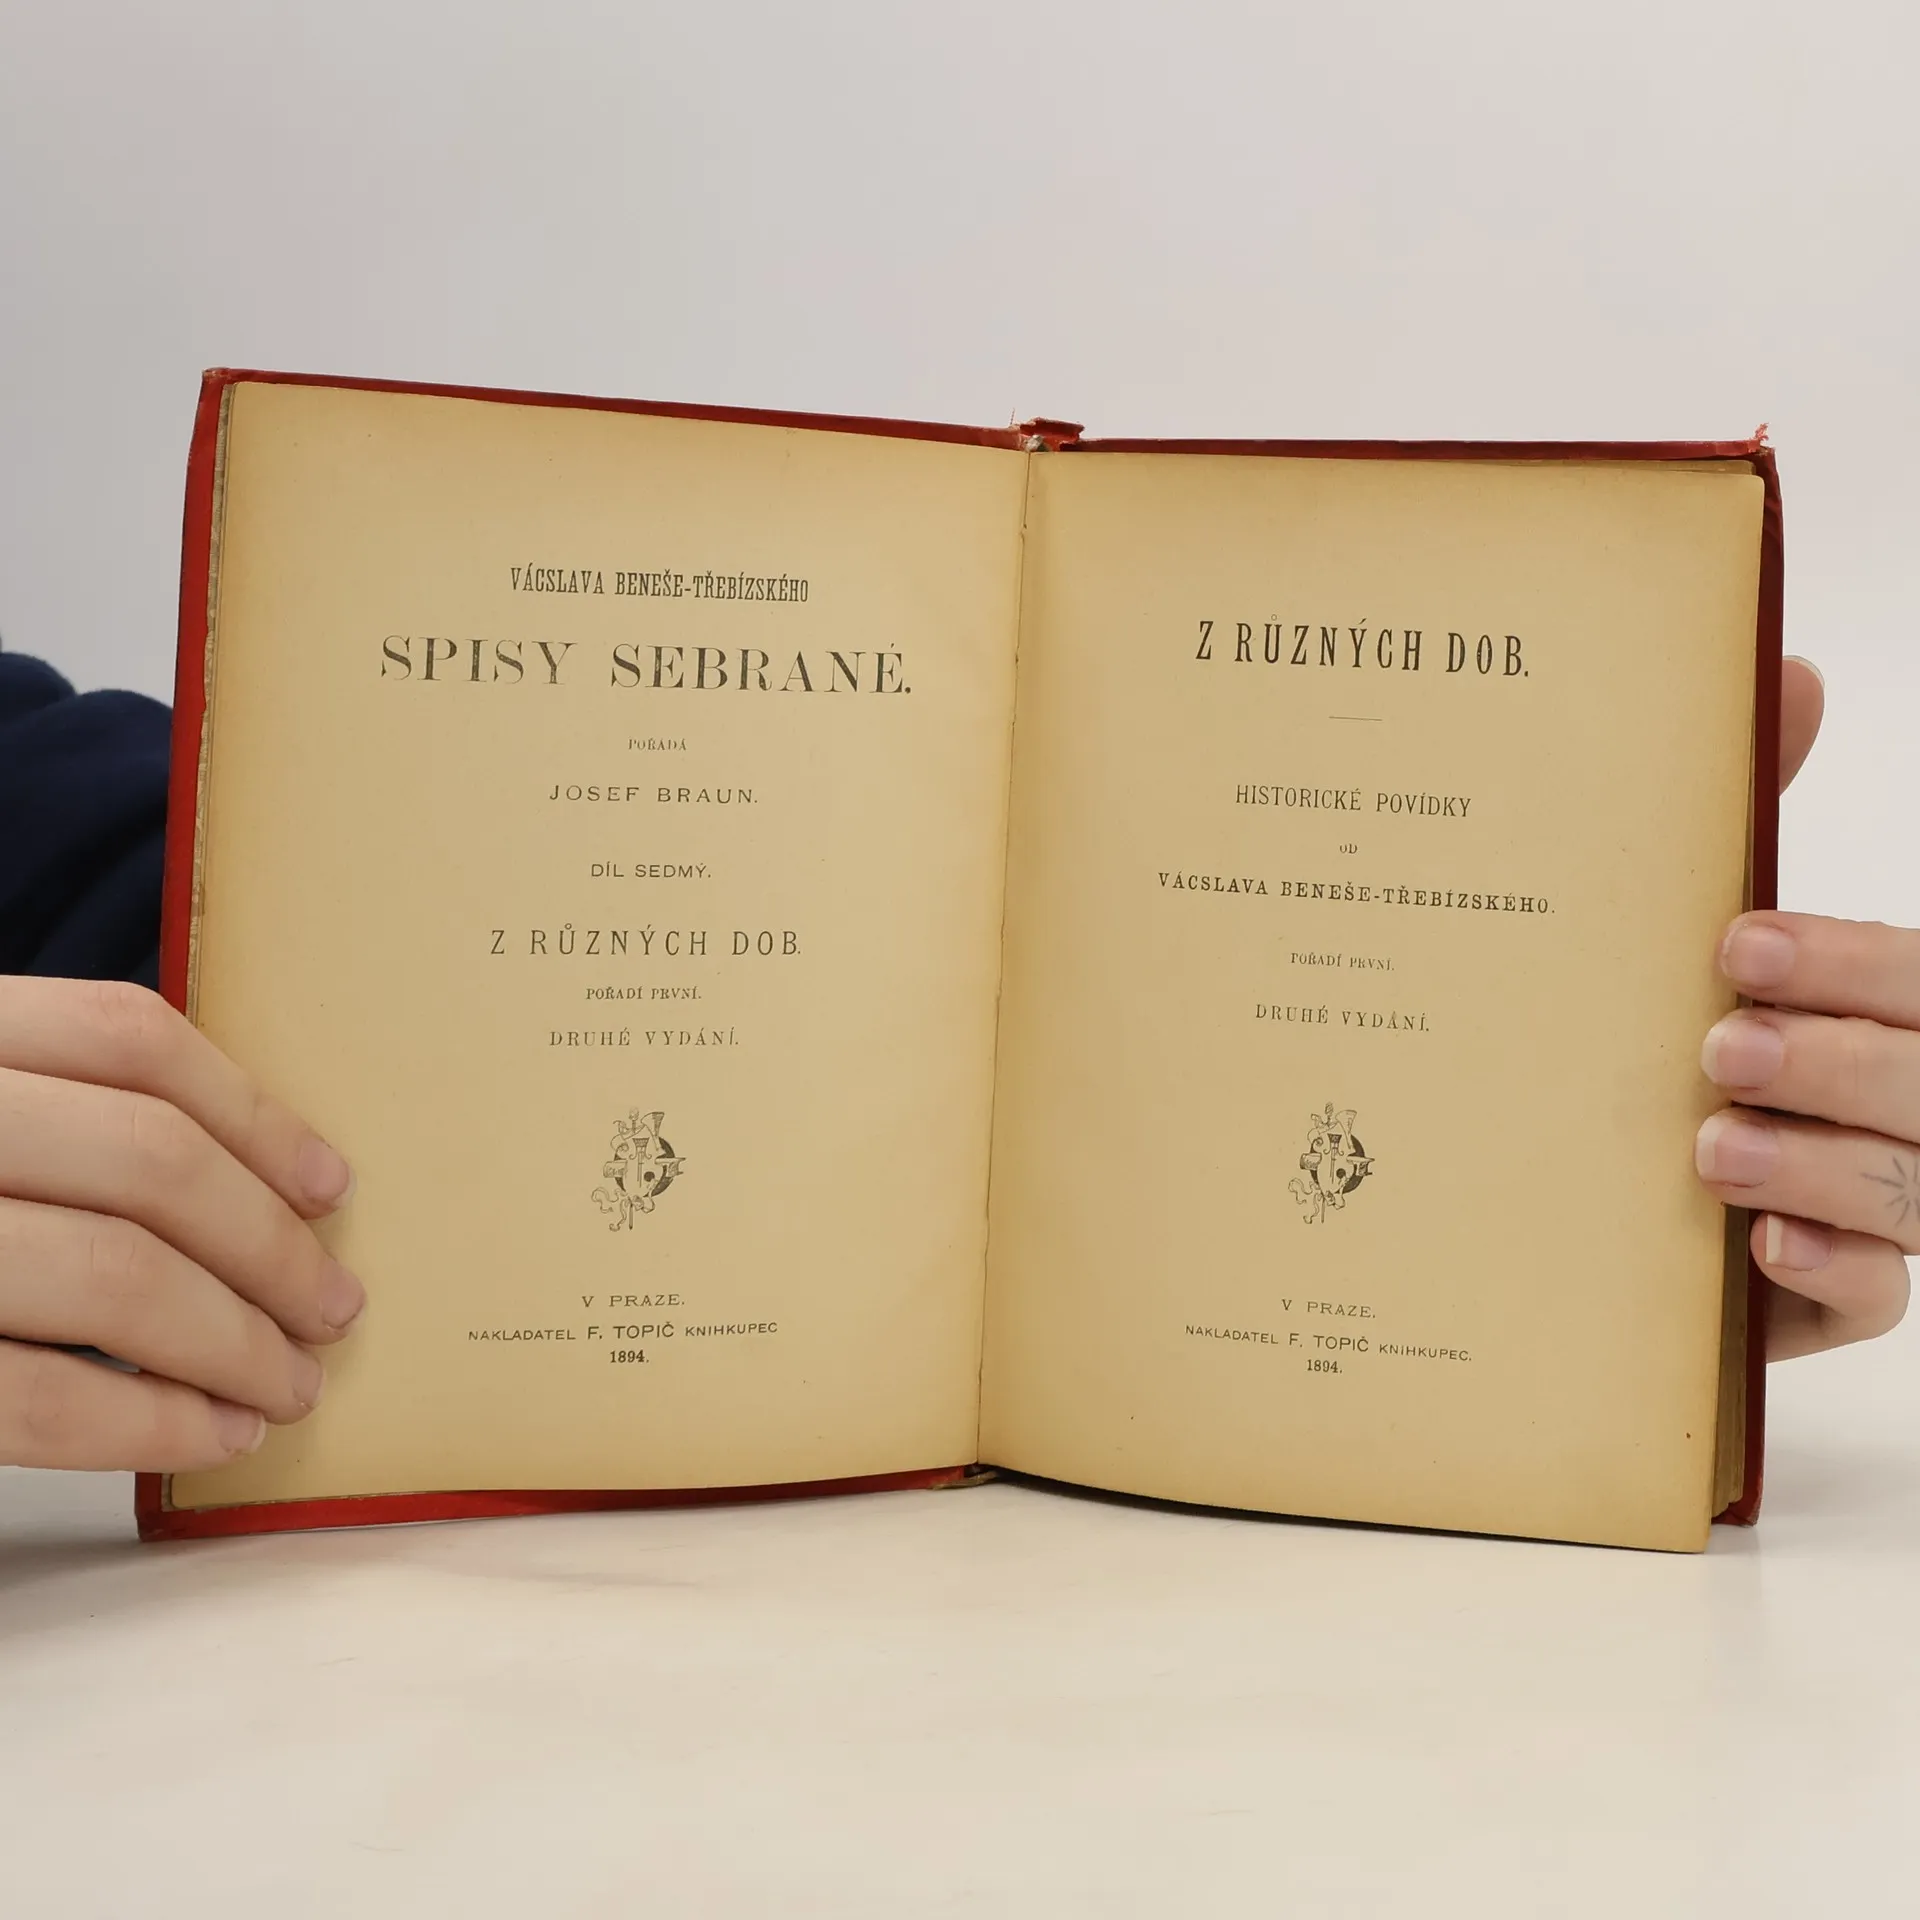 VÁCSLAVA BENEŠE-TŘEBÍZSKÉHO
SPISY SEBRANÉ.
POŘÁDÁ
JOSEF BRAUN.
DÍL SEDMÝ.
Z RŮZNÝCH DOB.
POŘADÍ PRVNÍ.
DRUHÉ VYDÁNÍ.
V PRAZE.
NAKLADATEL F. TOPIČ KNIHKUPEC
1894.
Z RŮZNÝCH DOB.
HISTORICKÉ POVÍDKY
OD
VÁCSLAVA BENEŠE-TŘEBÍZSKÉHO.
POŘADÍ PRVNÍ.
DRUHÉ VYDÁNÍ.
V PRAZE.
NAKLADATEL F. TOPIČ KNIHKUPEC.
1894.